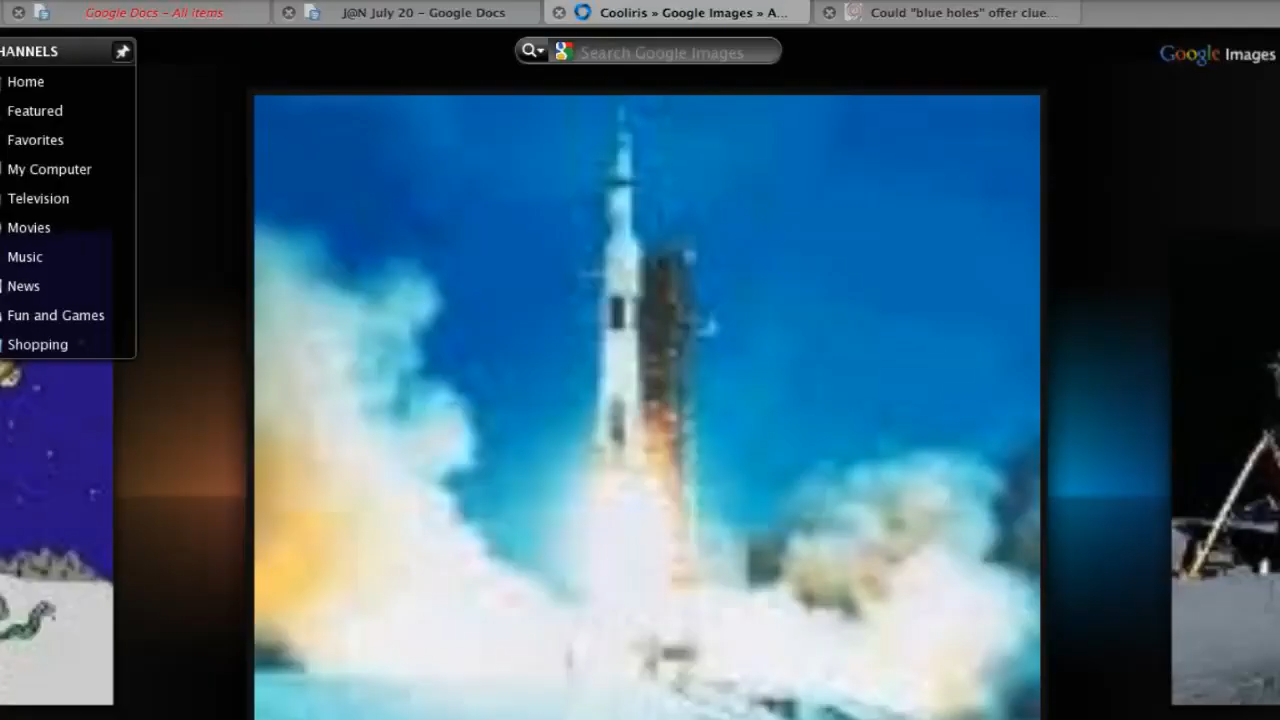 Google Docs - All items
J@N July 20 - Google Docs
Cooliris » Google Images » A...
Could "blue holes" offer clue...
HANNELS
Search Google Images
Google Images
Home
Featured
Favorites
My Computer
Television
Movies
Music
News
Fun and Games
Shopping